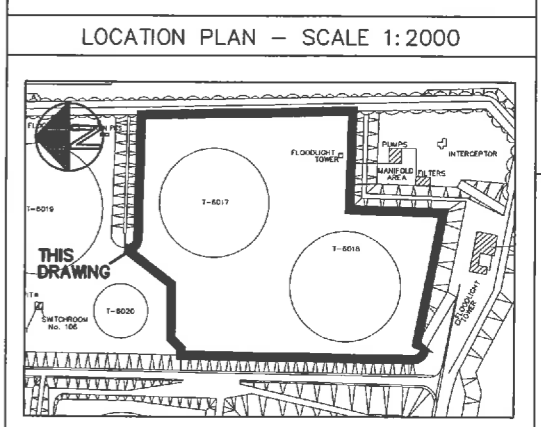 LOCATION PLAN – SCALE 1:2000
N
PUMPS
INTERCEPTOR
FLOODLIGHT
TOWER
MANIFOLD
AREA
FILTERS
T-6019
T-6017
T-6018
THIS
DRAWING
T-6020
SWITCHROOM
No. 106
FLOODLIGHT
TOWER